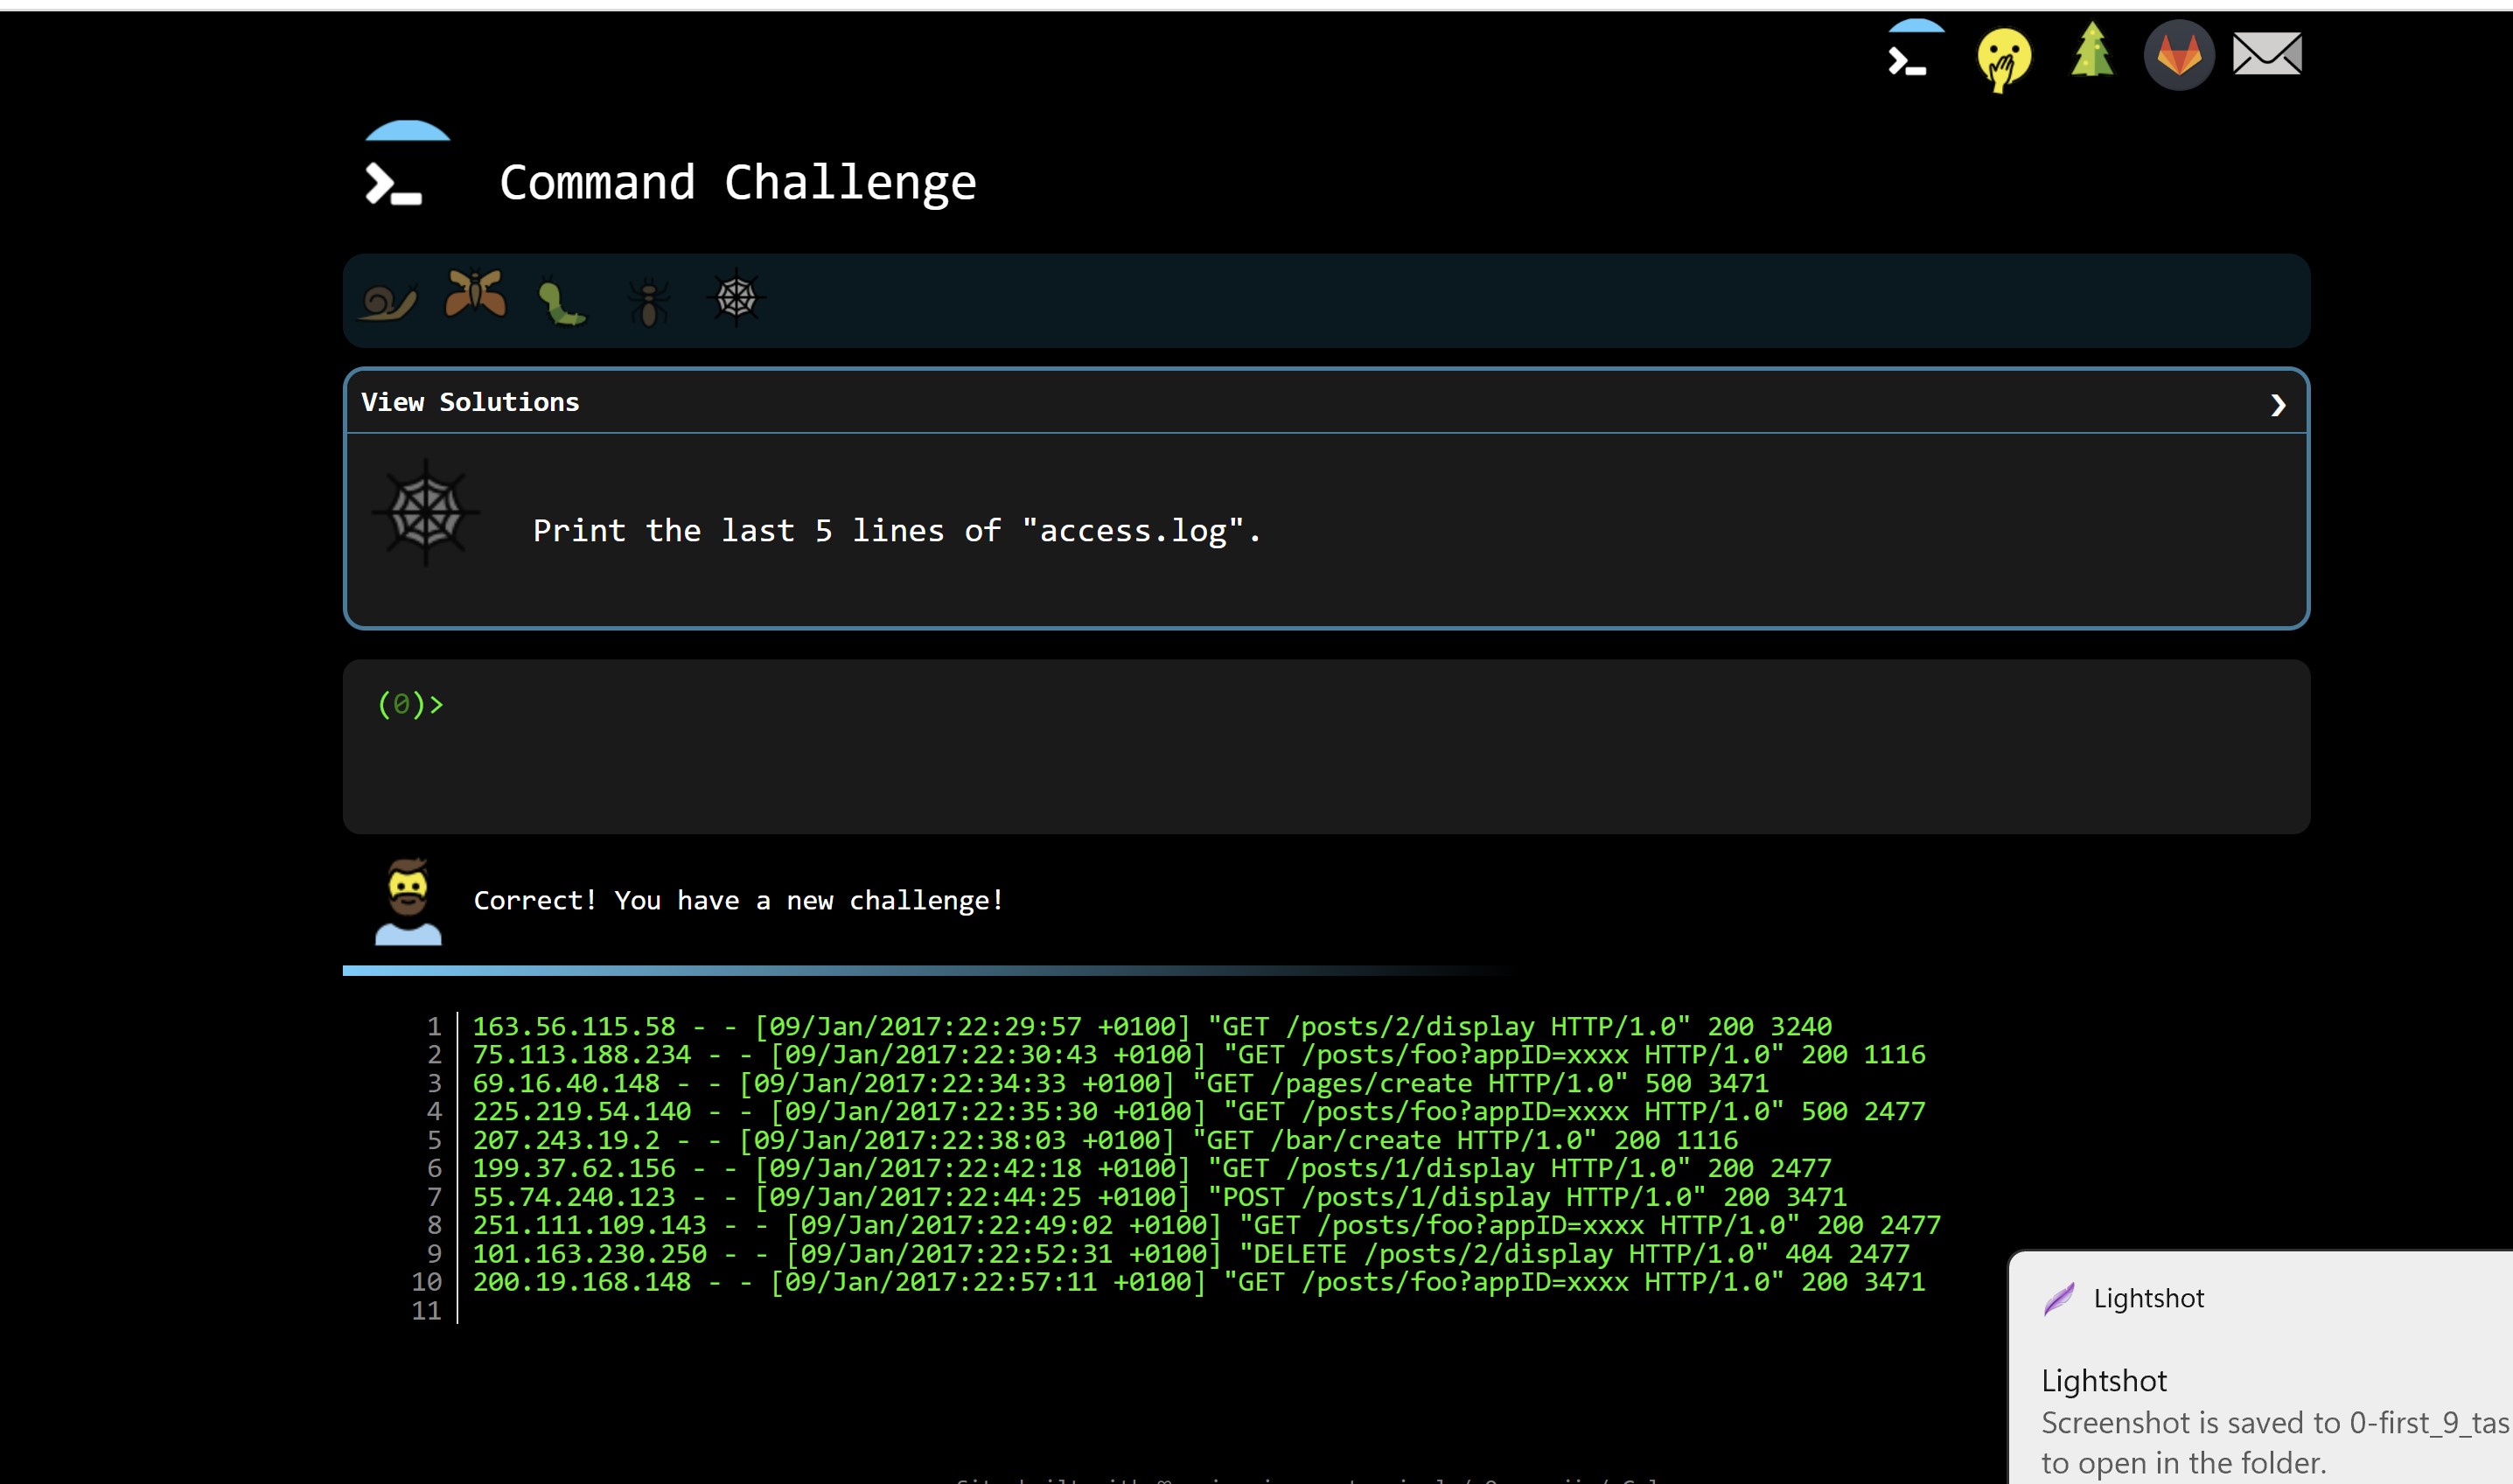 Command Challenge
View Solutions
Print the last 5 lines of "access.log".
(0)>
Correct! You have a new challenge!
1 163.56.115.58 - - [09/Jan/2017:22:29:57 +0100] "GET /posts/2/display HTTP/1.0" 200 3240
2 75.113.188.234 - - [09/Jan/2017:22:30:43 +0100] "GET /posts/foo?appID=xxxx HTTP/1.0" 200 1116
3 69.16.40.148 - - [09/Jan/2017:22:34:33 +0100] "GET /pages/create HTTP/1.0" 500 3471
4 225.219.54.140 - - [09/Jan/2017:22:35:30 +0100] "GET /posts/foo?appID=xxxx HTTP/1.0" 500 2477
5 207.243.19.2 - - [09/Jan/2017:22:38:03 +0100] "GET /bar/create HTTP/1.0" 200 1116
6 199.37.62.156 - - [09/Jan/2017:22:42:18 +0100] "GET /posts/1/display HTTP/1.0" 200 2477
7 55.74.240.123 - - [09/Jan/2017:22:44:25 +0100] "POST /posts/1/display HTTP/1.0" 200 3471
8 251.111.109.143 - - [09/Jan/2017:22:49:02 +0100] "GET /posts/foo?appID=xxxx HTTP/1.0" 200 2477
9 101.163.230.250 - - [09/Jan/2017:22:52:31 +0100] "DELETE /posts/2/display HTTP/1.0" 404 2477
10 200.19.168.148 - - [09/Jan/2017:22:57:11 +0100] "GET /posts/foo?appID=xxxx HTTP/1.0" 200 3471
11
Lightshot
Lightshot
Screenshot is saved to 0-first_9_tas
to open in the folder.